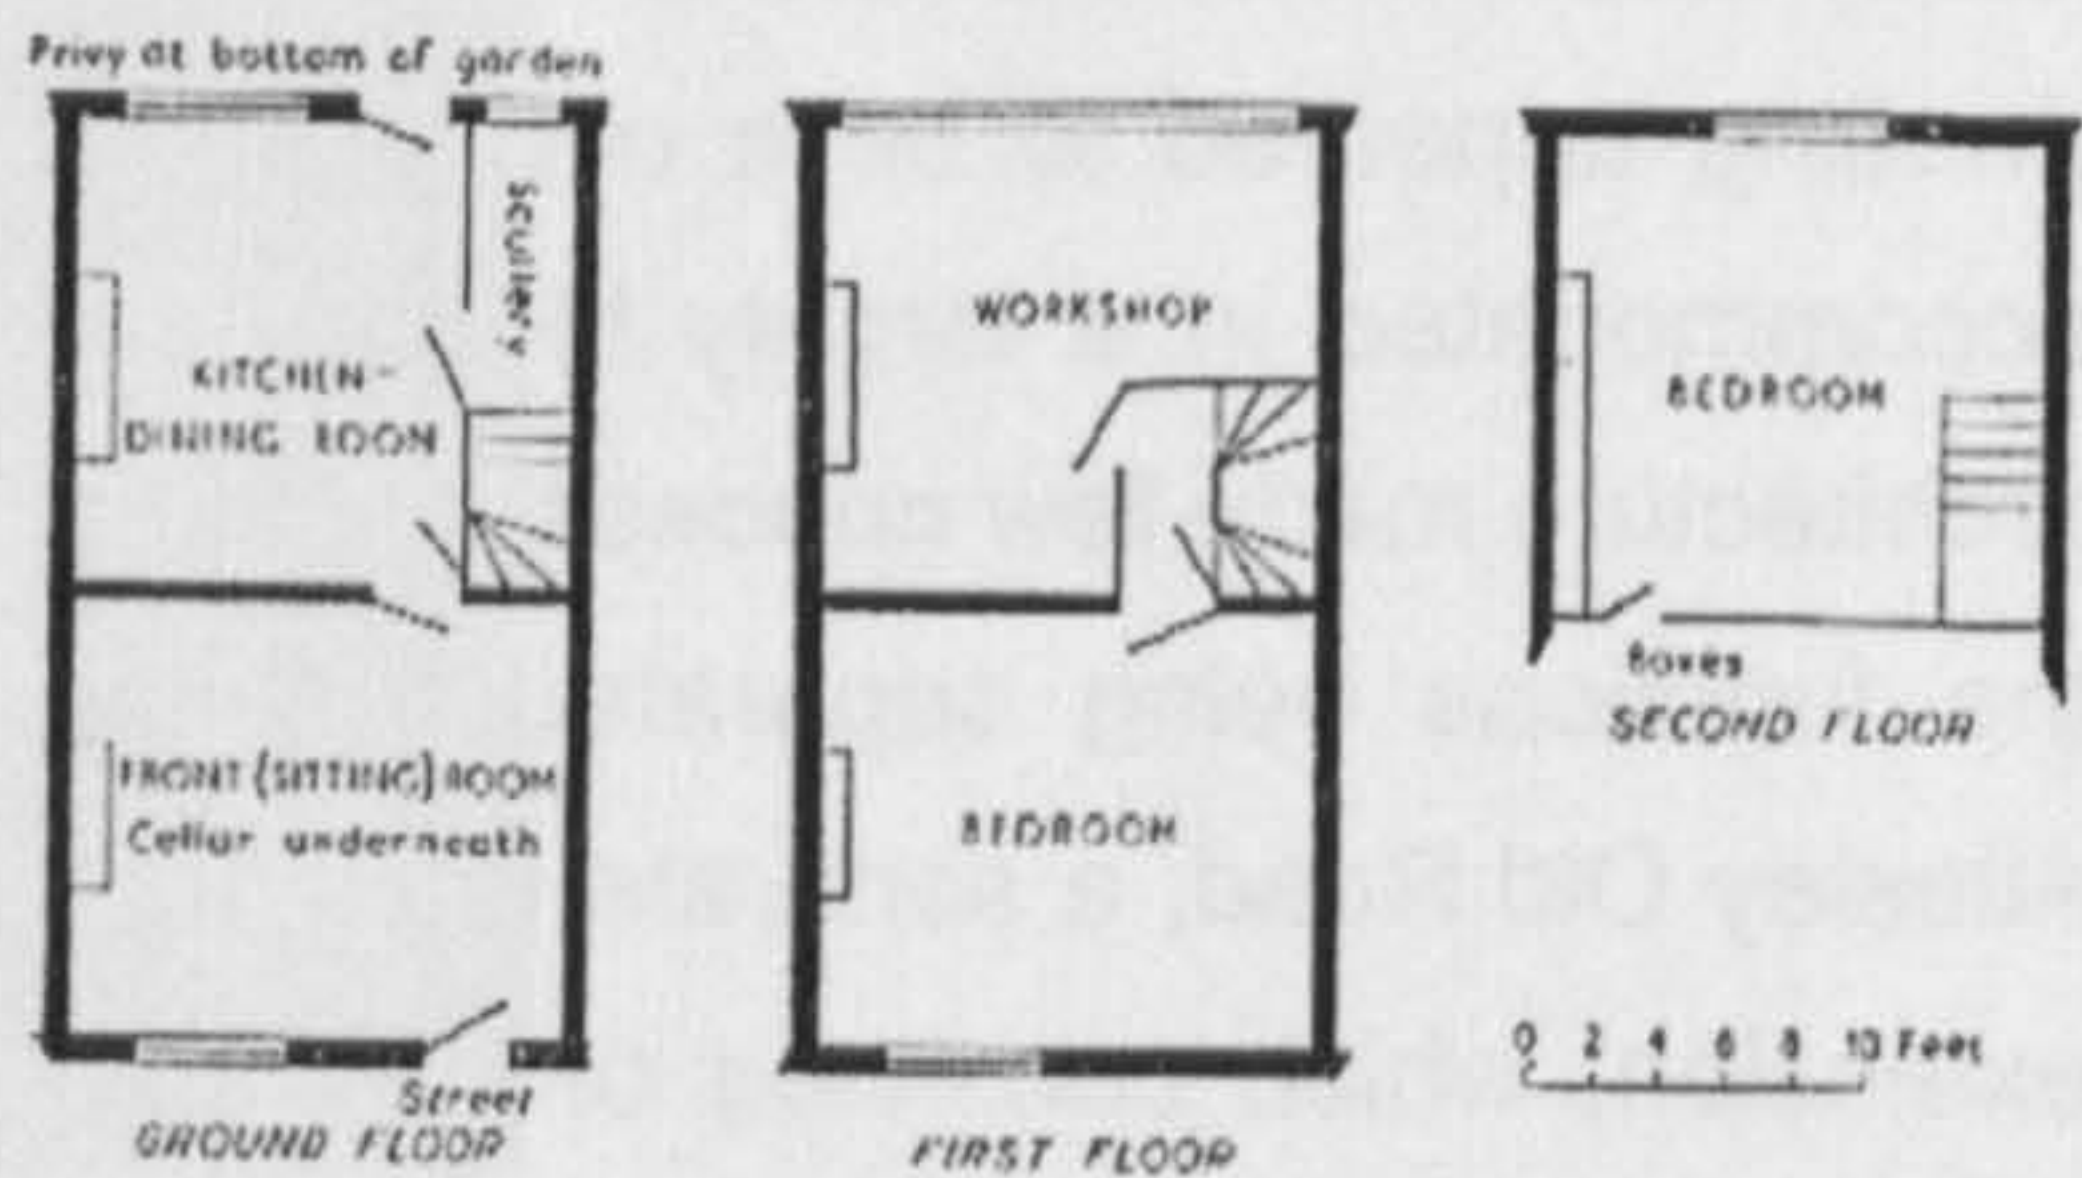 Privy at bottom of garden
Scullery
KITCHEN-
DINING ROOM
FRONT (SITTING) ROOM
Cellar underneath
Street
GROUND FLOOR
WORKSHOP
BEDROOM
FIRST FLOOR
BEDROOM
Boxes
SECOND FLOOR
0 2 4 6 8 10 Feet